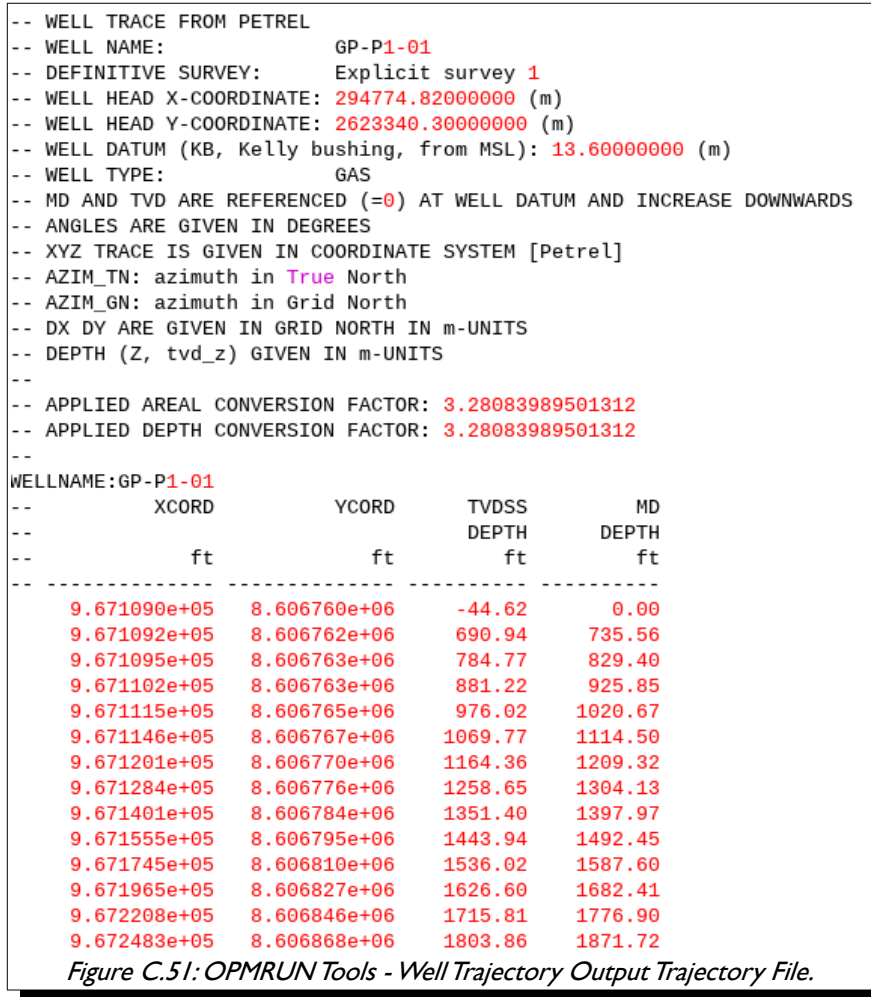 -- WELL TRACE FROM PETREL
-- WELL NAME:              GP-P1-01
-- DEFINITIVE SURVEY:      Explicit survey 1
-- WELL HEAD X-COORDINATE: 294774.82000000 (m)
-- WELL HEAD Y-COORDINATE: 2623340.30000000 (m)
-- WELL DATUM (KB, Kelly bushing, from MSL): 13.60000000 (m)
-- WELL TYPE:              GAS
-- MD AND TVD ARE REFERENCED (=0) AT WELL DATUM AND INCREASE DOWNWARDS
-- ANGLES ARE GIVEN IN DEGREES
-- XYZ TRACE IS GIVEN IN COORDINATE SYSTEM [Petrel]
-- AZIM_TN: azimuth in True North
-- AZIM_GN: azimuth in Grid North
-- DX DY ARE GIVEN IN GRID NORTH IN m-UNITS
-- DEPTH (Z, tvd_z) GIVEN IN m-UNITS
--
-- APPLIED AREAL CONVERSION FACTOR: 3.28083989501312
-- APPLIED DEPTH CONVERSION FACTOR: 3.28083989501312
--
WELLNAME:GP-P1-01
--          XCORD          YCORD      TVDSS         MD
--                                    DEPTH      DEPTH
--             ft             ft         ft         ft
-- -------------- -------------- ---------- ----------
     9.671090e+05   8.606760e+06     -44.62       0.00
     9.671092e+05   8.606762e+06     690.94     735.56
     9.671095e+05   8.606763e+06     784.77     829.40
     9.671102e+05   8.606763e+06     881.22     925.85
     9.671115e+05   8.606765e+06     976.02    1020.67
     9.671146e+05   8.606767e+06    1069.77    1114.50
     9.671201e+05   8.606770e+06    1164.36    1209.32
     9.671284e+05   8.606776e+06    1258.65    1304.13
     9.671401e+05   8.606784e+06    1351.40    1397.97
     9.671555e+05   8.606795e+06    1443.94    1492.45
     9.671745e+05   8.606810e+06    1536.02    1587.60
     9.671965e+05   8.606827e+06    1626.60    1682.41
     9.672208e+05   8.606846e+06    1715.81    1776.90
     9.672483e+05   8.606868e+06    1803.86    1871.72
Figure C.51: OPMRUN Tools - Well Trajectory Output Trajectory File.